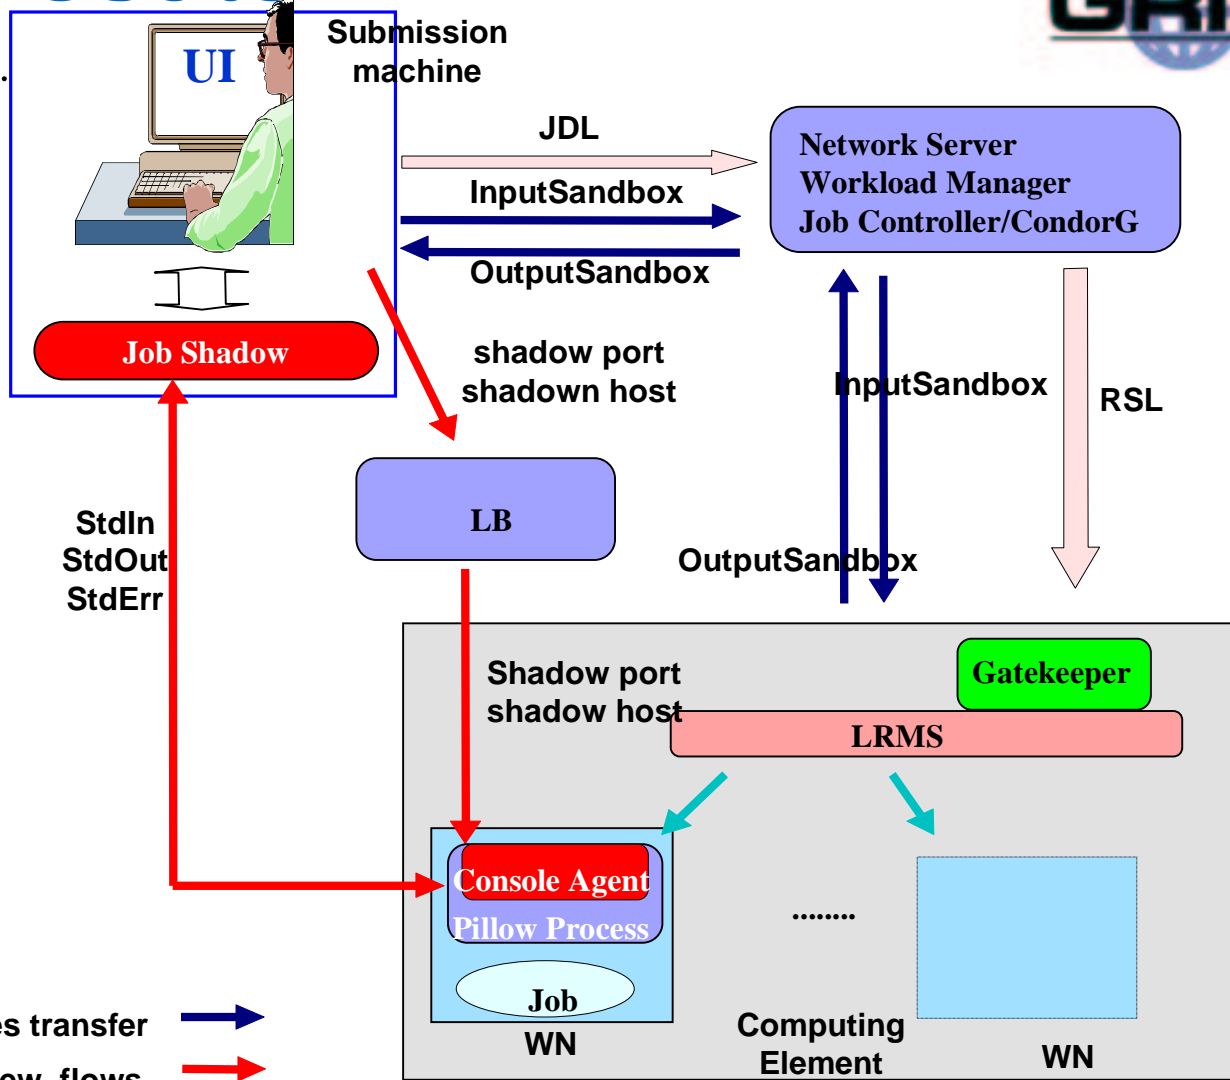 Submission
machine
UI
JDL
Network Server
Workload Manager
Job Controller/CondorG
InputSandbox
OutputSandbox
Job Shadow
shadow port
shadown host
InputSandbox
RSL
LB
StdIn
StdOut
StdErr
OutputSandbox
Shadow port
shadow host
Gatekeeper
LRMS
Console Agent
Pillow Process
........
Job
WN
Computing
Element
WN
transfer
flows